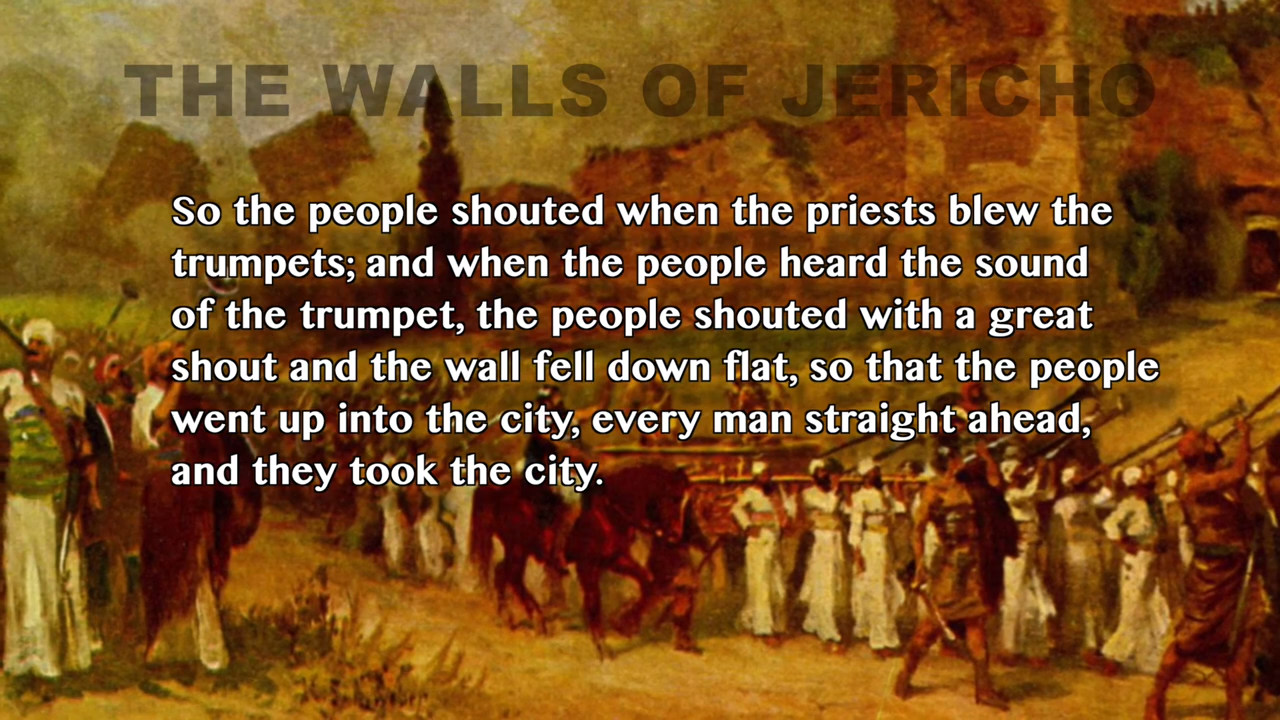 THE WALLS OF JERICHO
So the people shouted when the priests blew the
trumpets; and when the people heard the sound
of the trumpet, the people shouted with a great
shout and the wall fell down flat, so that the people
went up into the city, every man straight ahead,
and they took the city.